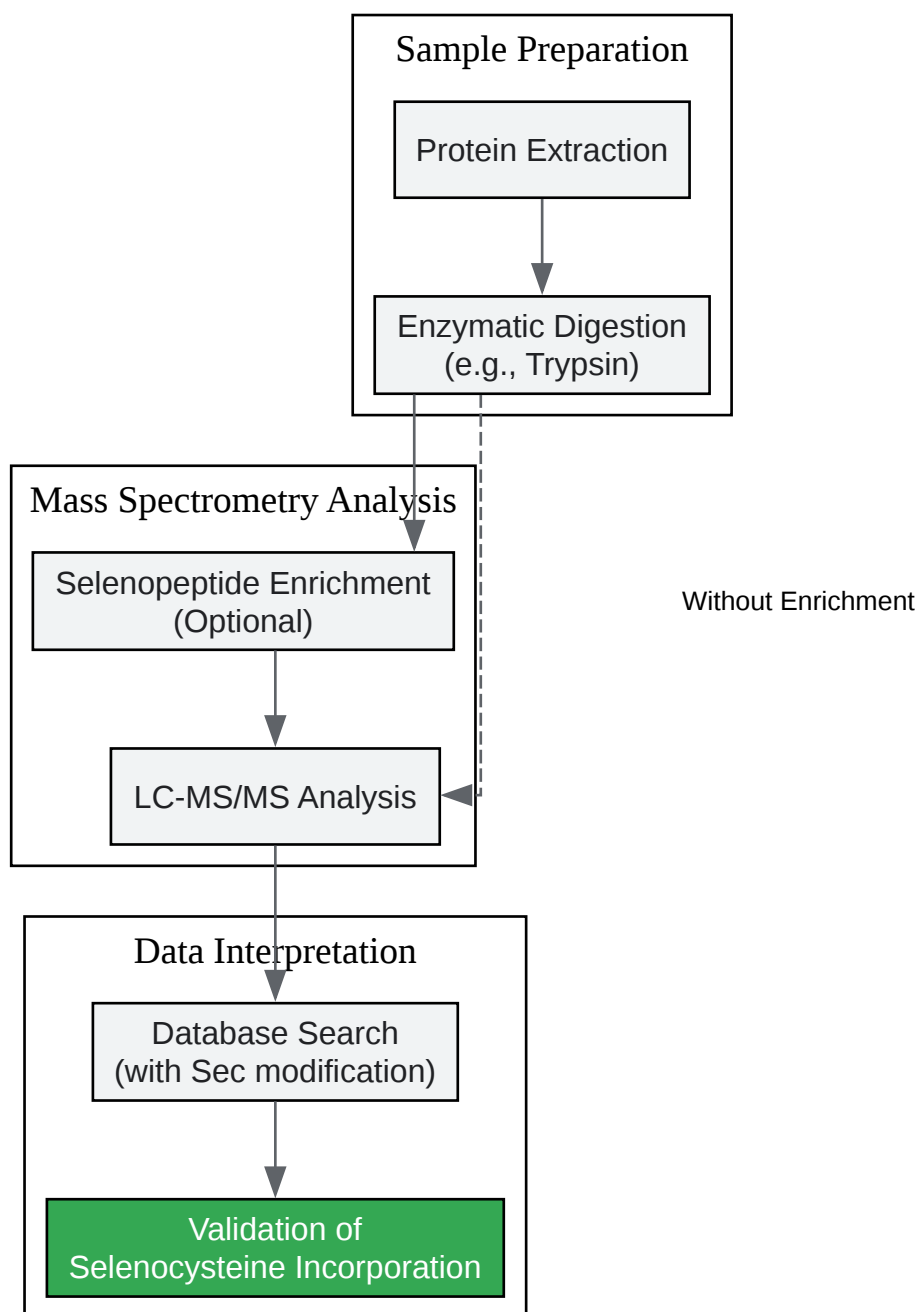 Sample Preparation
Protein Extraction
Enzymatic Digestion
(e.g., Trypsin)
Mass Spectrometry Analysis
Selenopeptide Enrichment
(Optional)
Without Enrichment
LC-MS/MS Analysis
Data Interpretation
Database Search
(with Sec modification)
Validation of
Selenocysteine Incorporation